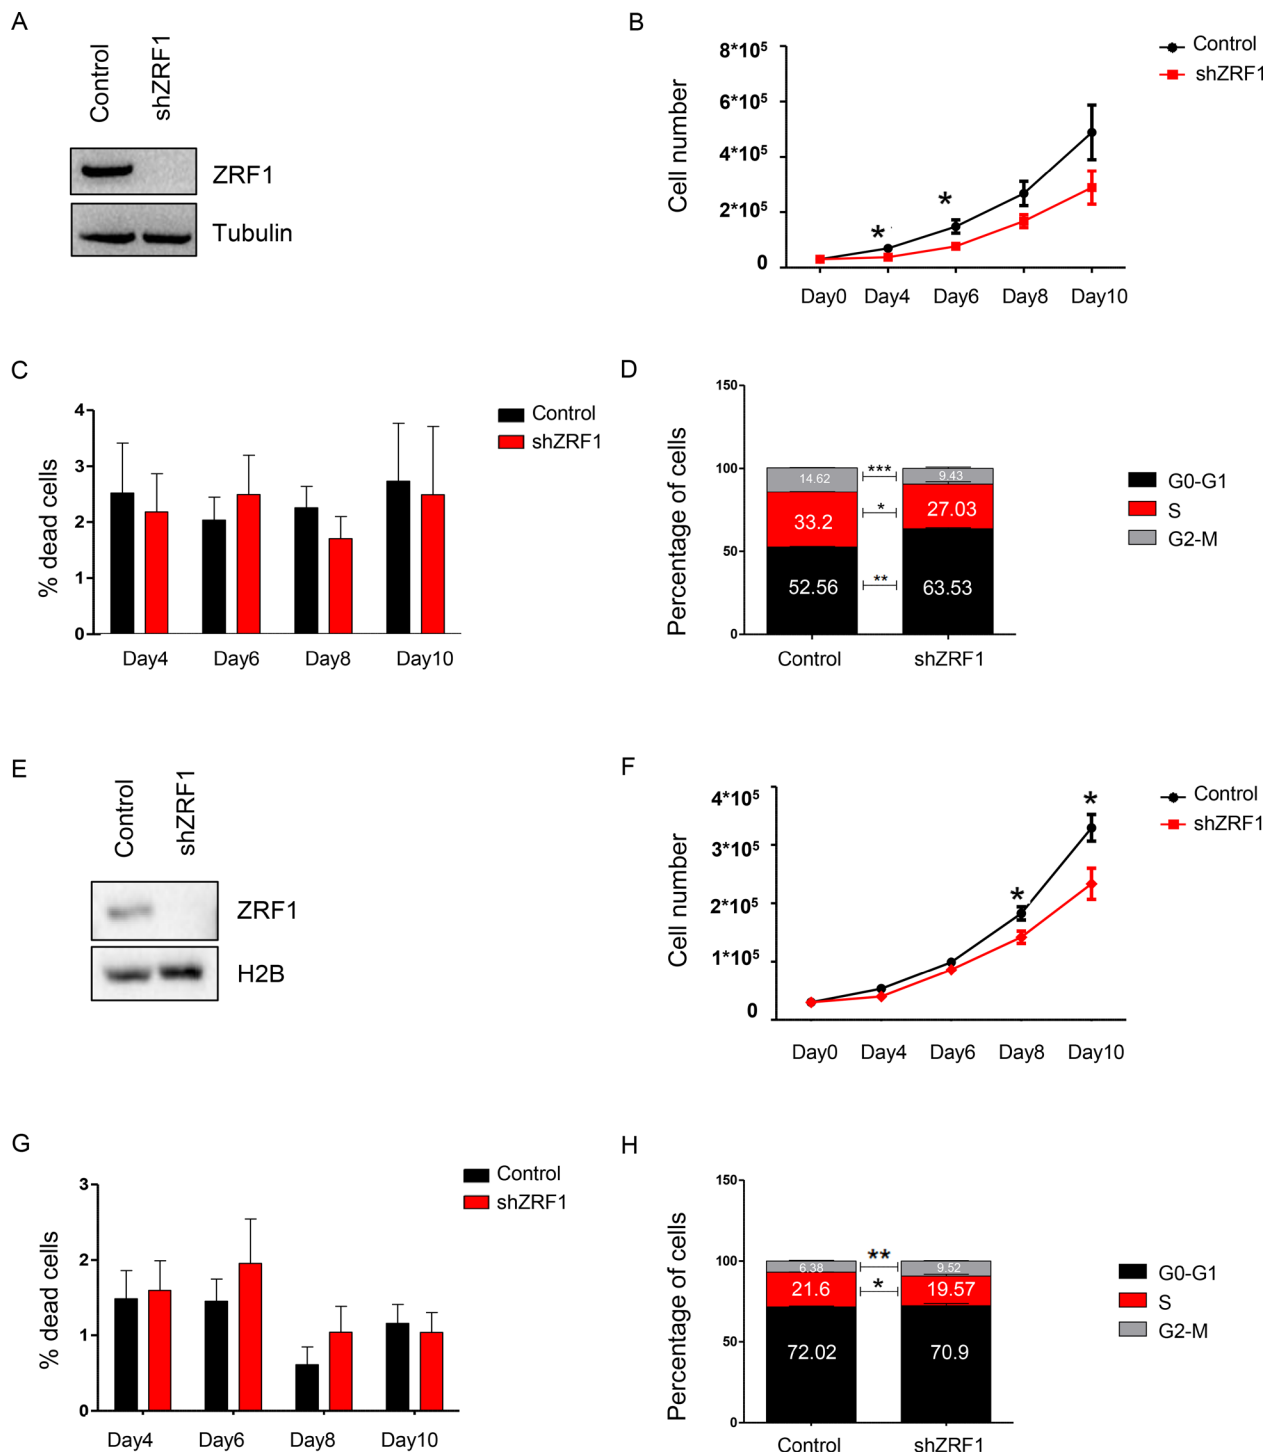 A
Control
shZRF1
ZRF1
Tubulin
B
Cell number
8*10⁵
6*10⁵
4*10⁵
2*10⁵
0
*
*
Day0 Day4 Day6 Day8 Day10
Control
shZRF1
C
% dead cells
4
3
2
1
0
Day4 Day6 Day8 Day10
Control
shZRF1
D
Percentage of cells
150
100
50
0
14.62 *** 9.43
33.2 * 27.03
52.56 ** 63.53
Control shZRF1
G0-G1
S
G2-M
E
Control
shZRF1
ZRF1
H2B
F
Cell number
4*10⁵
3*10⁵
2*10⁵
1*10⁵
0
*
*
Day0 Day4 Day6 Day8 Day10
Control
shZRF1
G
% dead cells
3
2
1
0
Day4 Day6 Day8 Day10
Control
shZRF1
H
Percentage of cells
150
100
50
0
6.38 ** 9.52
21.6 * 19.57
72.02 70.9
Control shZRF1
G0-G1
S
G2-M